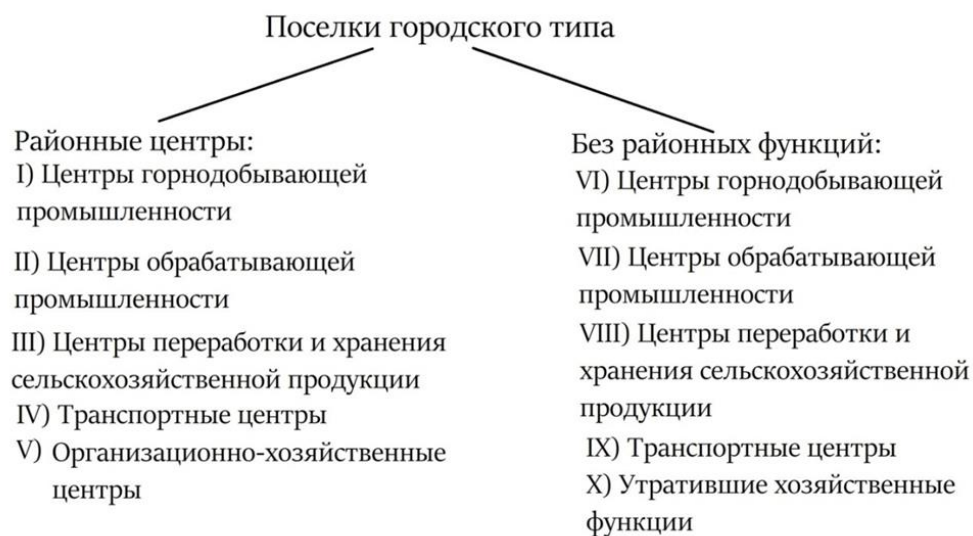 Поселки городского типа
Районные центры:
I) Центры горнодобывающей
промышленности
II) Центры обрабатывающей
промышленности
III) Центры переработки и хранения
сельскохозяйственной продукции
IV) Транспортные центры
V) Организационно-хозяйственные
центры
Без районных функций:
VI) Центры горнодобывающей
промышленности
VII) Центры обрабатывающей
промышленности
VIII) Центры переработки и
хранения сельскохозяйственной
продукции
IX) Транспортные центры
X) Утратившие хозяйственные
функции